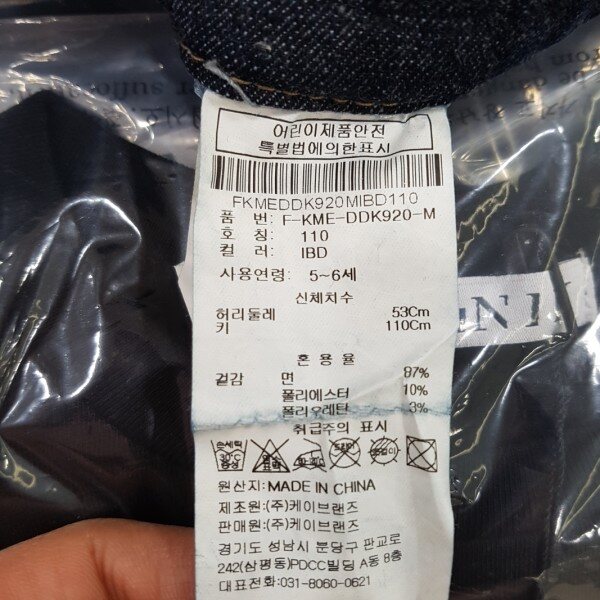 어린이제품안전
특별법에의한표시
FKMEDDK920MIBD110
품 번: F-KME-DDK920-M
호 칭: 110
컬 러: IBD
사용연령: 5~6세
신체치수
허리둘레 53Cm
키 110Cm
혼 용 율
겉감 면 87%
폴리에스터 10%
폴리우레탄 3%
취급주의 표시
손세탁
30℃
중성
원산지: MADE IN CHINA
제조원: (주)케이브랜즈
판매원: (주)케이브랜즈
경기도 성남시 분당구 판교로
242(삼평동)PDCC빌딩 A동 8층
대표전화:031-8060-0621